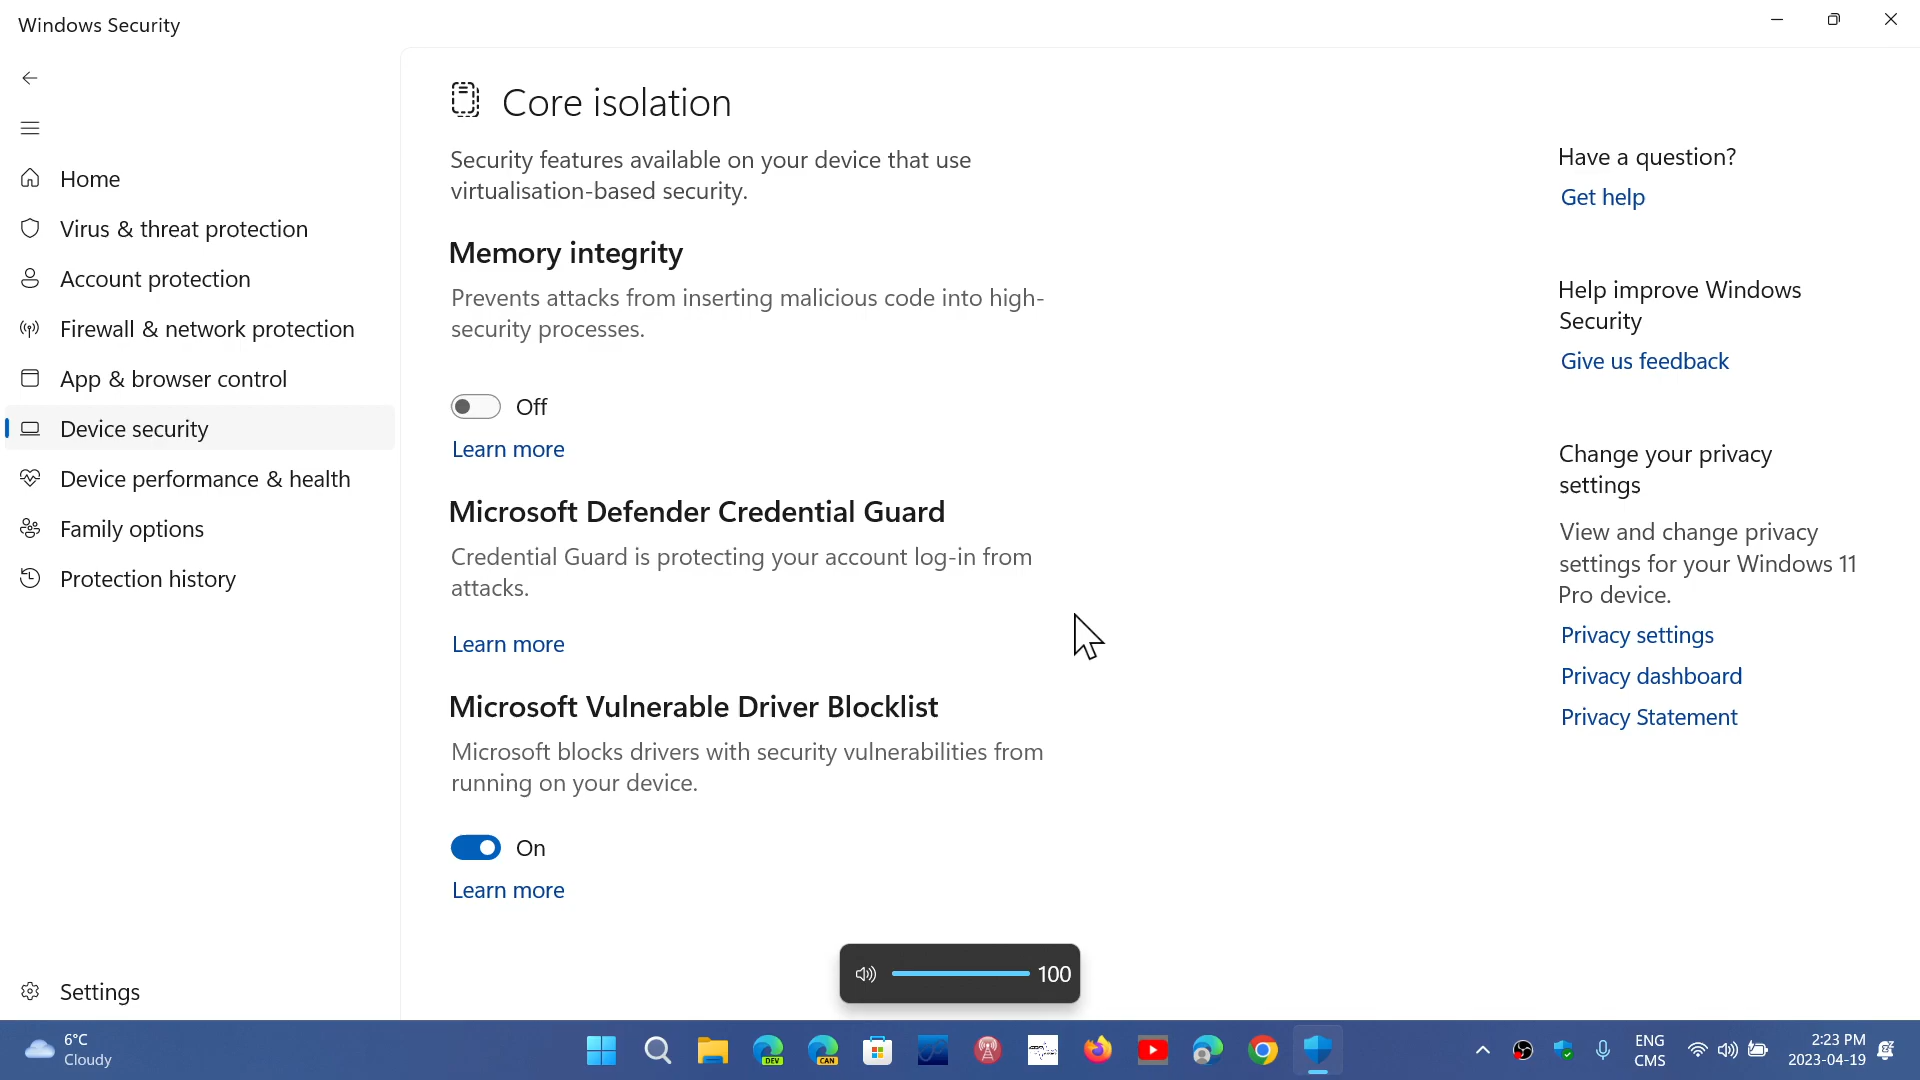 Windows Security
Home
Virus & threat protection
Account protection
Firewall & network protection
App & browser control
Device security
Device performance & health
Family options
Protection history
Settings
Core isolation
Security features available on your device that use
virtualisation-based security.
Memory integrity
Prevents attacks from inserting malicious code into high-
security processes.
Off
Learn more
Microsoft Defender Credential Guard
Credential Guard is protecting your account log-in from
attacks.
Learn more
Microsoft Vulnerable Driver Blocklist
Microsoft blocks drivers with security vulnerabilities from
running on your device.
On
Learn more
Have a question?
Get help
Help improve Windows
Security
Give us feedback
Change your privacy
settings
View and change privacy
settings for your Windows 11
Pro device.
Privacy settings
Privacy dashboard
Privacy Statement
100
6°C
Cloudy
DEV
CAN
ENG
CMS
2:23 PM
2023-04-19